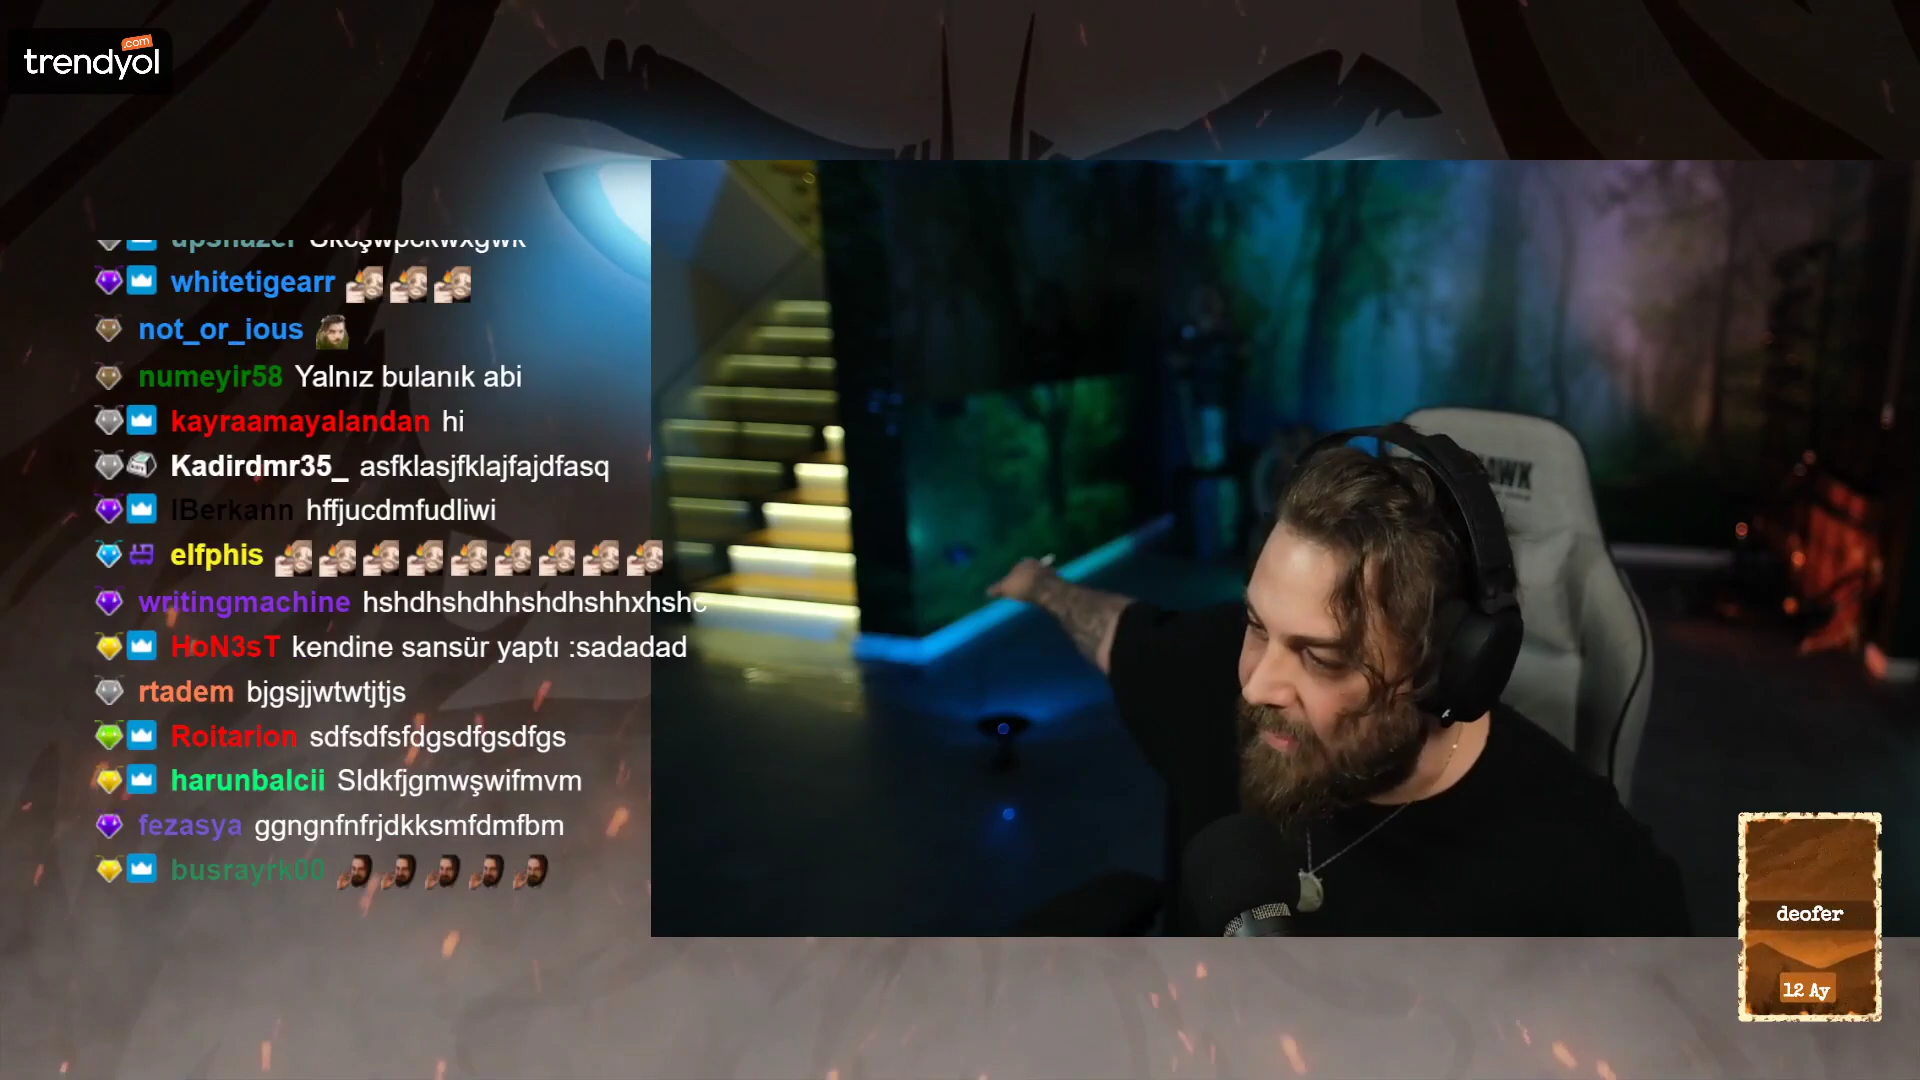 .com
trendyol
whitetigearr
not_or_ious
numeyir58 Yalnız bulanık abi
kayraamayalandan hi
Kadirdmr35_ asfklasjfklajfajdfasq
IBerkann hffjucdmfudliwi
elfphis
writingmachine hshdhshdhhshdhshhxhshc
HoN3sT kendine sansür yaptı :sadadad
rtadem bjgsjjwtwtjtjs
Roitarion sdfsdfsfdgsdfgsdfgs
harunbalcii Sldkfjgmwşwifmvm
fezasya ggngnfnfrjdkksmfdmfbm
busrayrk00
deofer
12 Ay